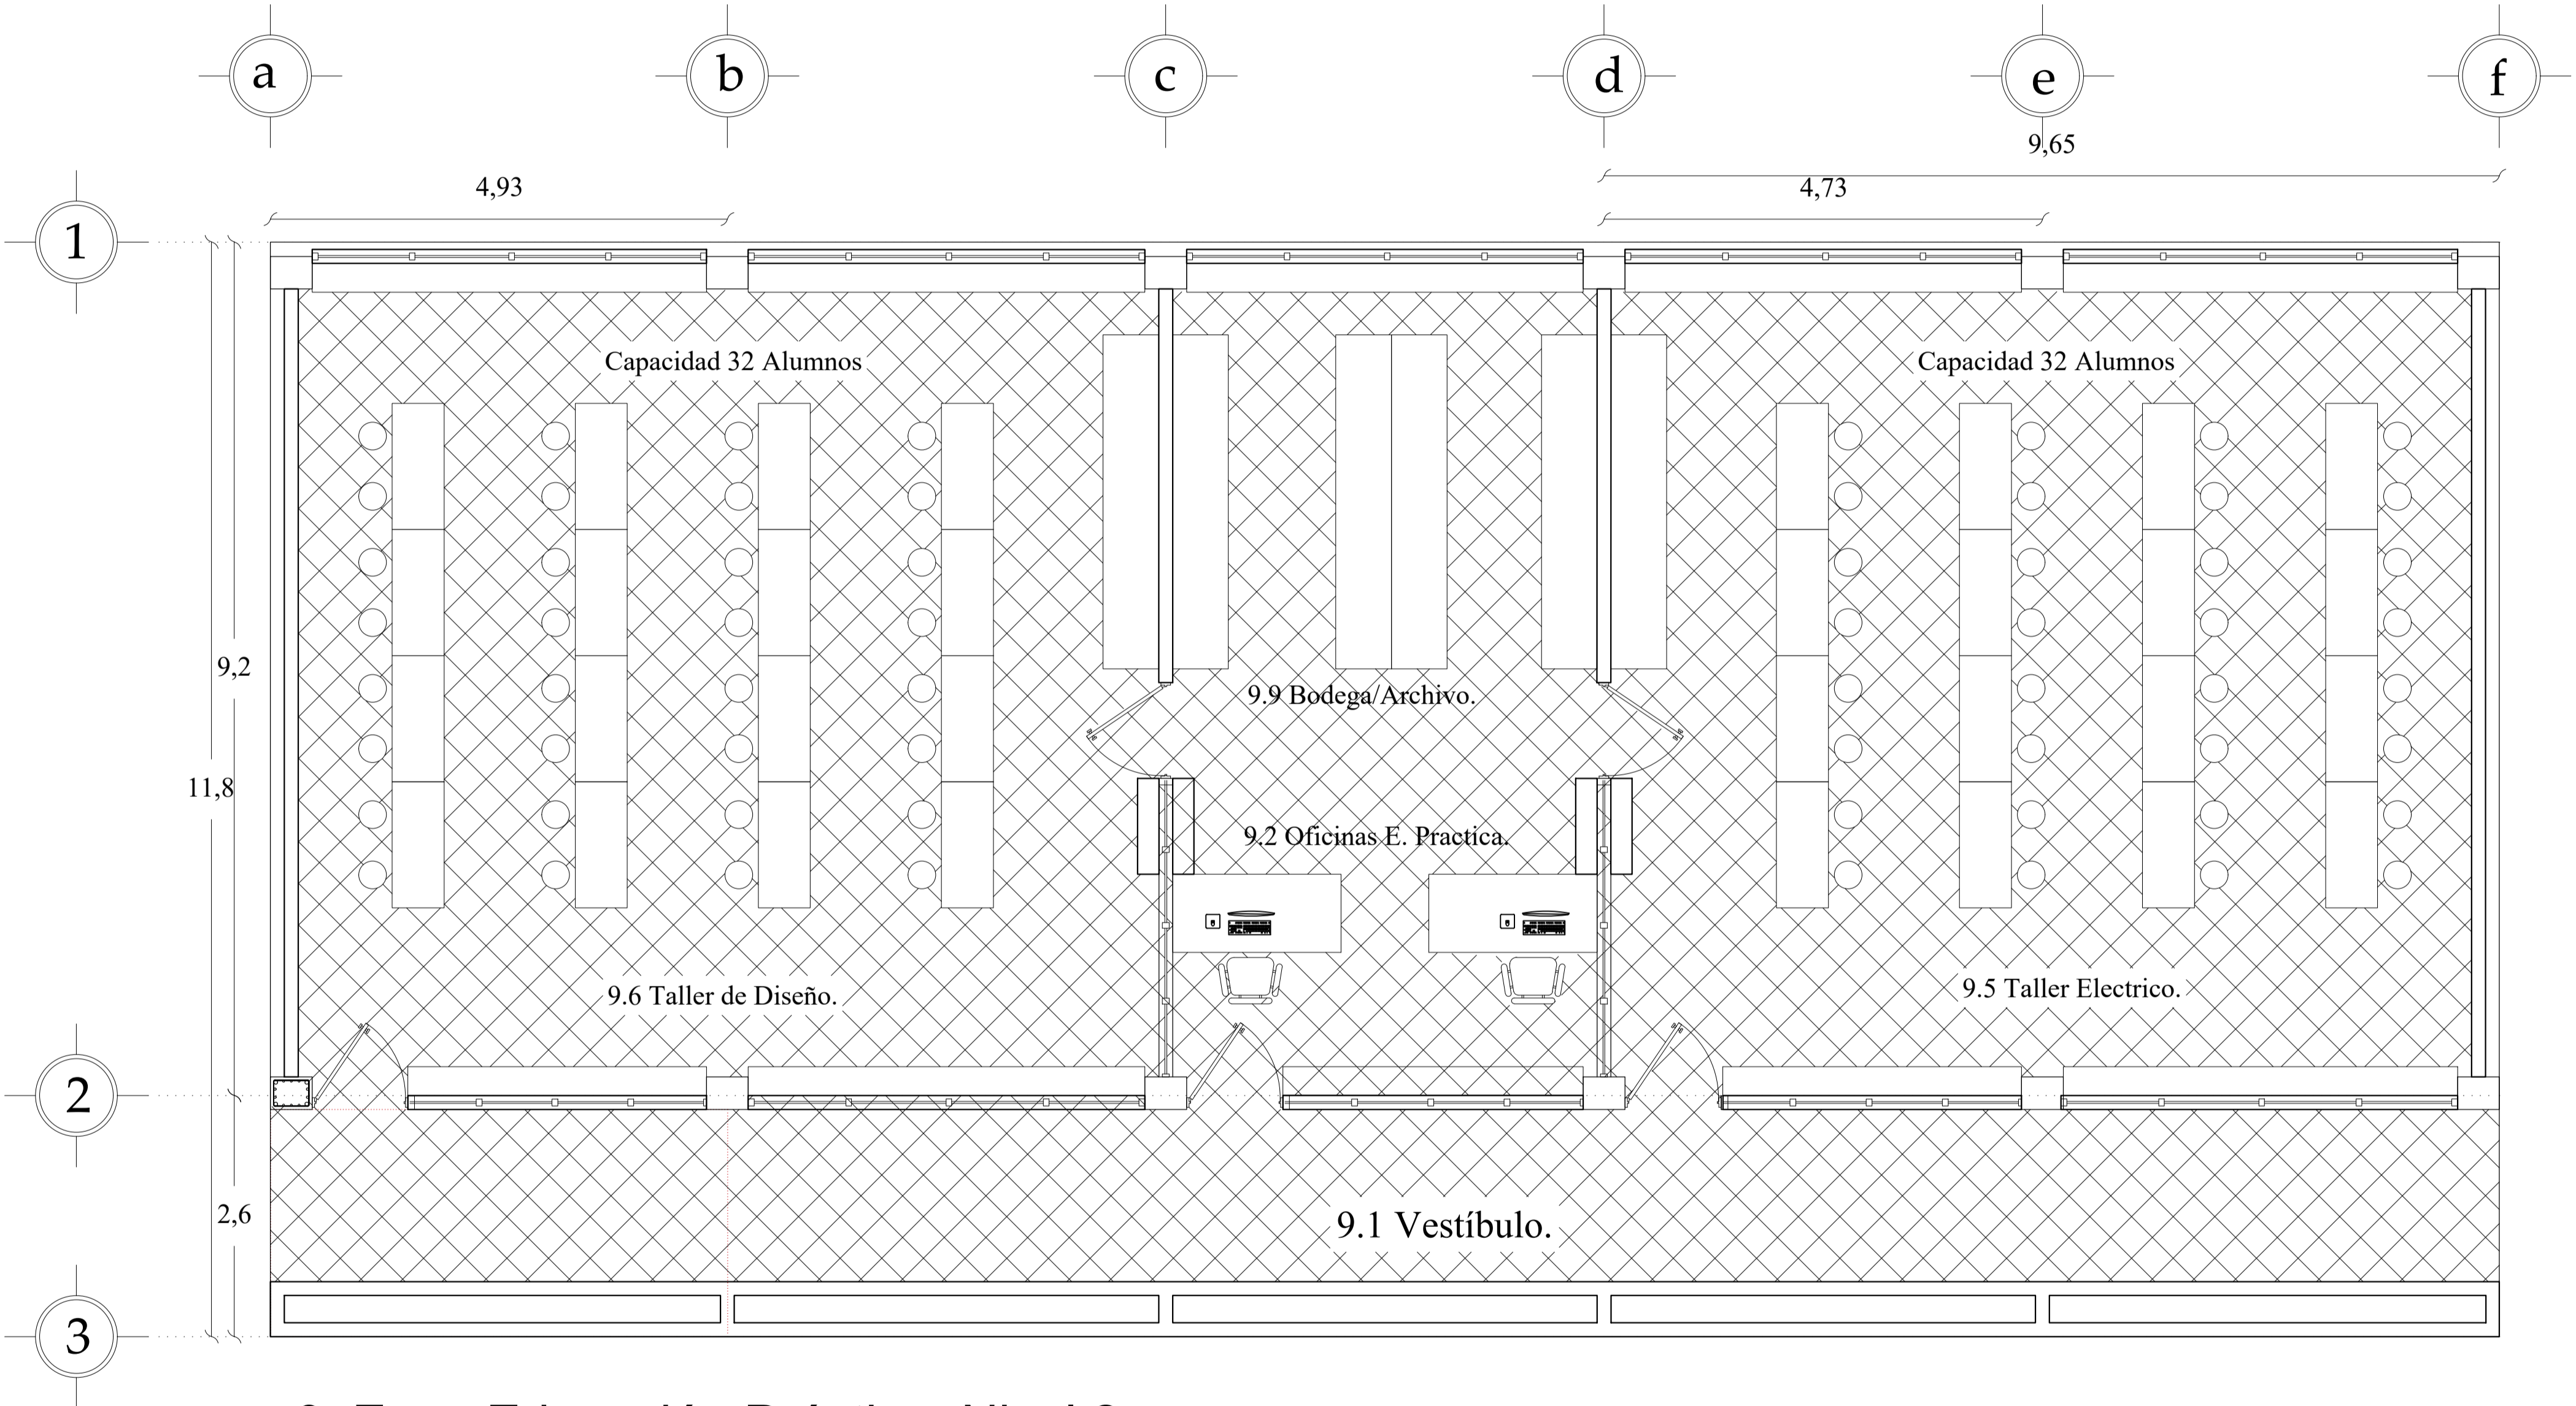 a
b
c
d
e
f
9,65
4,93
4,73
1
Capacidad 32 Alumnos
Capacidad 32 Alumnos
9,2
9.9 Bodega/Archivo.
11,8
9.2 Oficinas E. Practica.
9.6 Taller de Diseño.
9.5 Taller Electrico.
2
2,6
9.1 Vestíbulo.
3